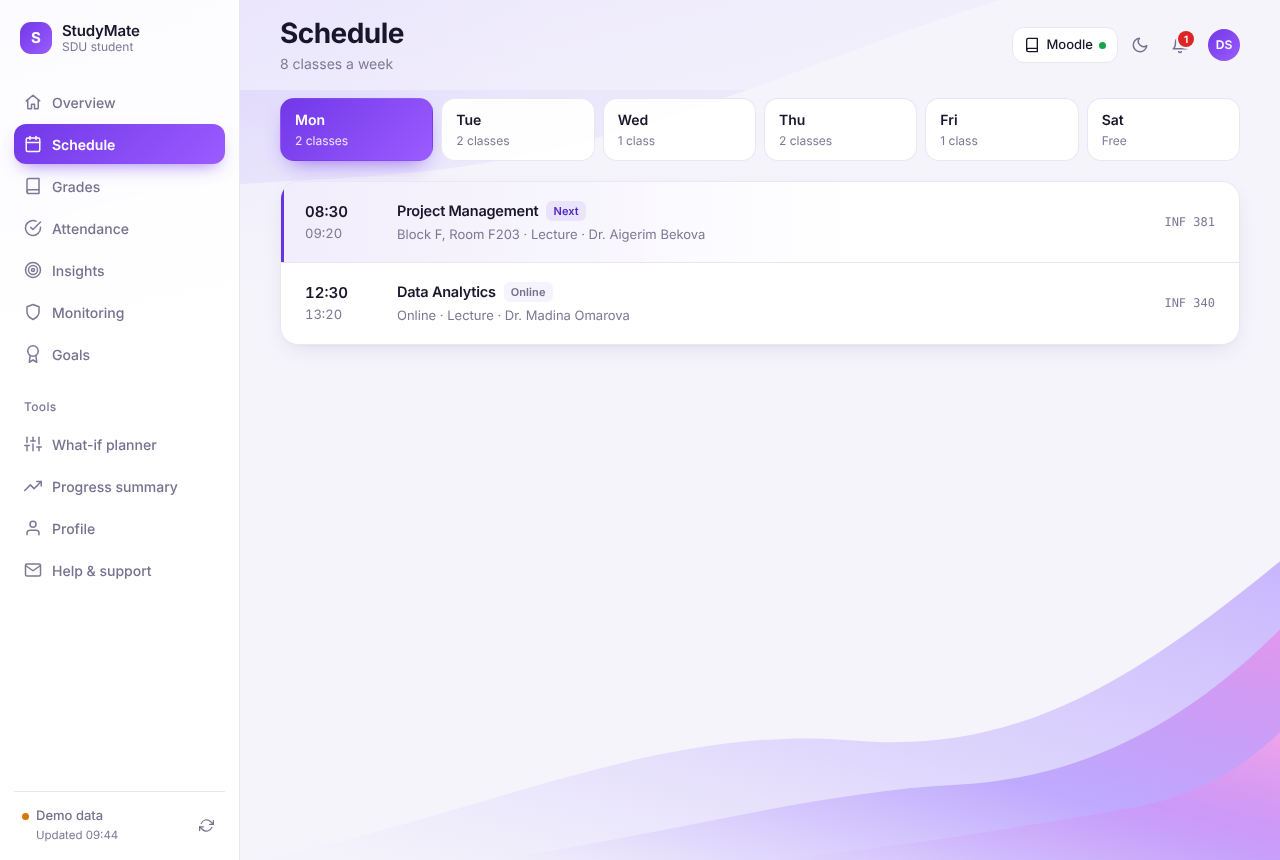 S
StudyMate
SDU student
Overview
Schedule
Grades
Attendance
Insights
Monitoring
Goals
Tools
What-if planner
Progress summary
Profile
Help & support
Demo data
Updated 09:44
Schedule
8 classes a week
Moodle
1
DS
Mon
2 classes
Tue
2 classes
Wed
1 class
Thu
2 classes
Fri
1 class
Sat
Free
08:30
09:20
Project Management Next
Block F, Room F203 · Lecture · Dr. Aigerim Bekova
INF 381
12:30
13:20
Data Analytics Online
Online · Lecture · Dr. Madina Omarova
INF 340